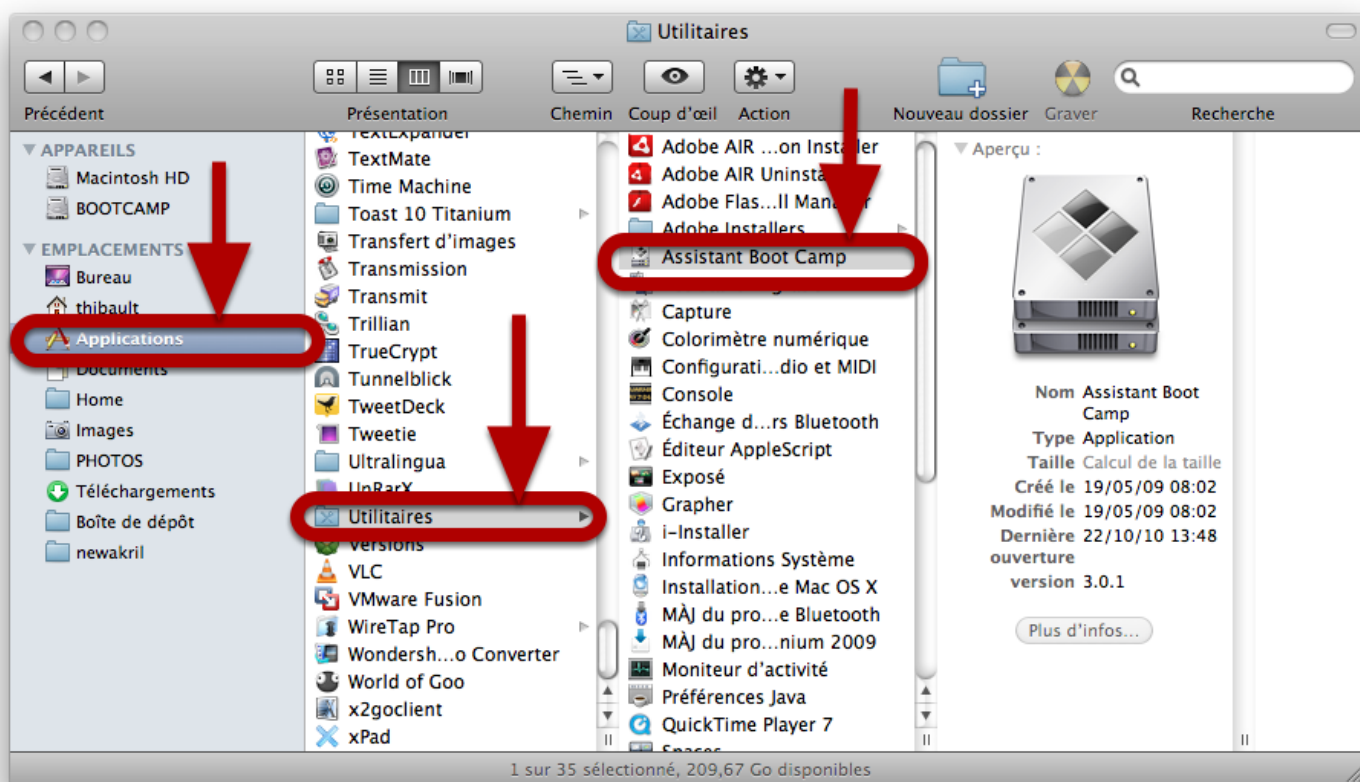 Utilitaires
Précédent
Présentation
Chemin
Coup d'œil
Action
Nouveau dossier
Graver
Recherche
APPAREILS
Macintosh HD
BOOTCAMP
EMPLACEMENTS
Bureau
thibault
Applications
Documents
Home
Images
PHOTOS
Téléchargements
Boîte de dépôt
newakril
TextExpander
TextMate
Time Machine
Toast 10 Titanium
Transfert d'images
Transmission
Transmit
Trillian
TrueCrypt
Tunnelblick
TweetDeck
Tweetie
Ultralingua
UnRarX
Utilitaires
Versions
VLC
VMware Fusion
WireTap Pro
Wondersh...o Converter
World of Goo
x2goclient
xPad
Adobe AIR ...on Installer
Adobe AIR
Adobe Flas...ll
Adobe Installers
Assistant Boot Camp
Capture
Colorimètre numérique
Configurati...dio et MIDI
Console
Échange d...rs Bluetooth
Éditeur AppleScript
Exposé
Grapher
i-Installer
Informations Système
Installation...e Mac OS X
MÀJ du pro...e Bluetooth
MÀJ du pro...nium 2009
Moniteur d'activité
Préférences Java
QuickTime Player 7
Spaces
Aperçu :
Nom Assistant Boot
Camp
Type Application
Taille Calcul de la taille
Créé le 19/05/09 08:02
Modifié le 19/05/09 08:02
Dernière 22/10/10 13:48
ouverture
version 3.0.1
Plus d'infos...
1 sur 35 sélectionné, 209,67 Go disponibles